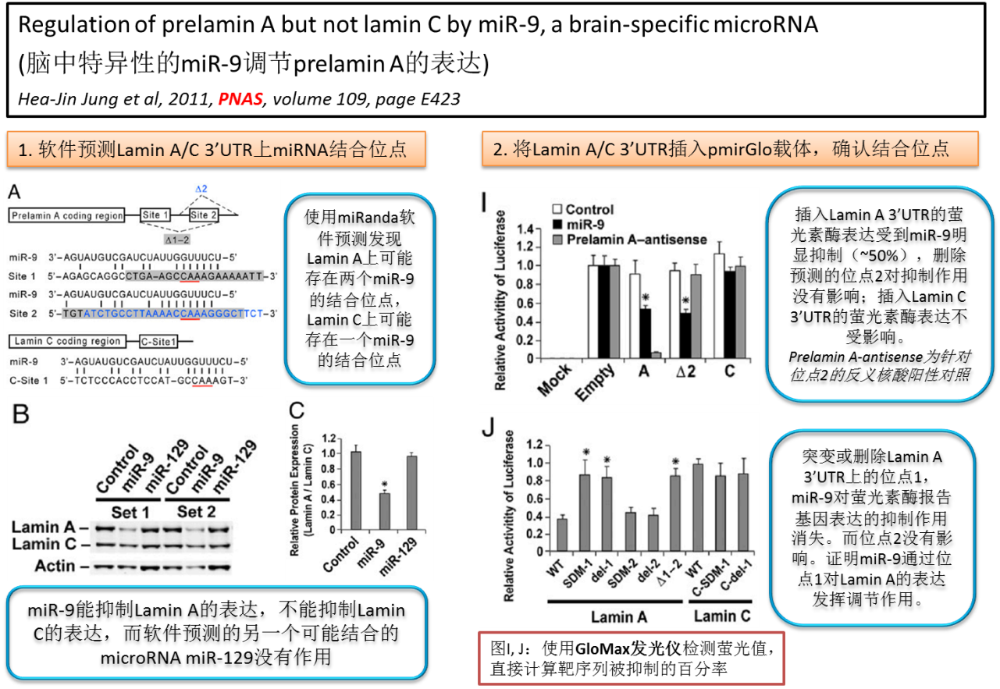 Regulation of prelamin A but not lamin C by miR-9, a brain-specific microRNA
(脑中特异性的miR-9调节prelamin A的表达)
Hea-Jin Jung et al, 2011, PNAS, volume 109, page E423
1. 软件预测Lamin A/C 3’UTR上miRNA结合位点
A
Δ2
Prelamin A coding region
Site 1
Site 2
Δ1–2
miR-9 3'–AGUAUGUCGAUCUAUUGGUUUCU–5'
Site 1 5'–AGAGCAGGCCTGA–AGCCAAAGAAAAATT–3'
miR-9 3'–AGUAUGUCGAUCUAUUGGUUUCU–5'
Site 2 5'–TGTATCTGCCTTAAAACCAAAGGGCTTCT–3'
Lamin C coding region
C-Site1
miR-9 3'–AGUAUGUCGAUCUAUUGGUUUCU–5'
C-Site 1 5'–TCTCCCACCTCCAT–GCCAAAGT–3'
使用miRanda软
件预测发现
Lamin A上可能
存在两个miR-9
的结合位点，
Lamin C上可能
存在一个miR-9
的结合位点
B
Control
miR-9
miR-129
Control
miR-9
miR-129
Set 1
Set 2
Lamin A
Lamin C
Actin
C
Relative Protein Expression
(Lamin A / Lamin C)
1.2
1.0
0.8
0.6
0.4
0.2
0
*
Control
miR-9
miR-129
miR-9能抑制Lamin A的表达，不能抑制Lamin
C的表达，而软件预测的另一个可能结合的
microRNA miR-129没有作用
2. 将Lamin A/C 3’UTR插入pmirGlo载体，确认结合位点
I
Control
miR-9
Prelamin A–antisense
Relative Activitity of Luciferase
1.2
1.0
0.8
0.6
0.4
0.2
0
*
*
Mock
Empty
A
Δ2
C
插入Lamin A 3’UTR的萤
光素酶表达受到miR-9明
显抑制（~50%），删除
预测的位点2对抑制作用
没有影响；插入Lamin C
3’UTR的萤光素酶表达不
受影响。
Prelamin A-antisense为针对
位点2的反义核酸阳性对照
J
Relative Activitity of Luciferase
1.2
1.0
0.8
0.6
0.4
0.2
0
*
*
*
WT
SDM-1
del-1
SDM-2
del-2
Δ1–2
WT
C-SDM-1
C-del-1
Lamin A
Lamin C
突变或删除Lamin A
3’UTR上的位点1，
miR-9对萤光素酶报告
基因表达的抑制作用
消失。而位点2没有影
响。证明miR-9通过位
点1对Lamin A的表达
发挥调节作用。
图I, J：使用GloMax发光仪检测萤光值，
直接计算靶序列被抑制的百分率